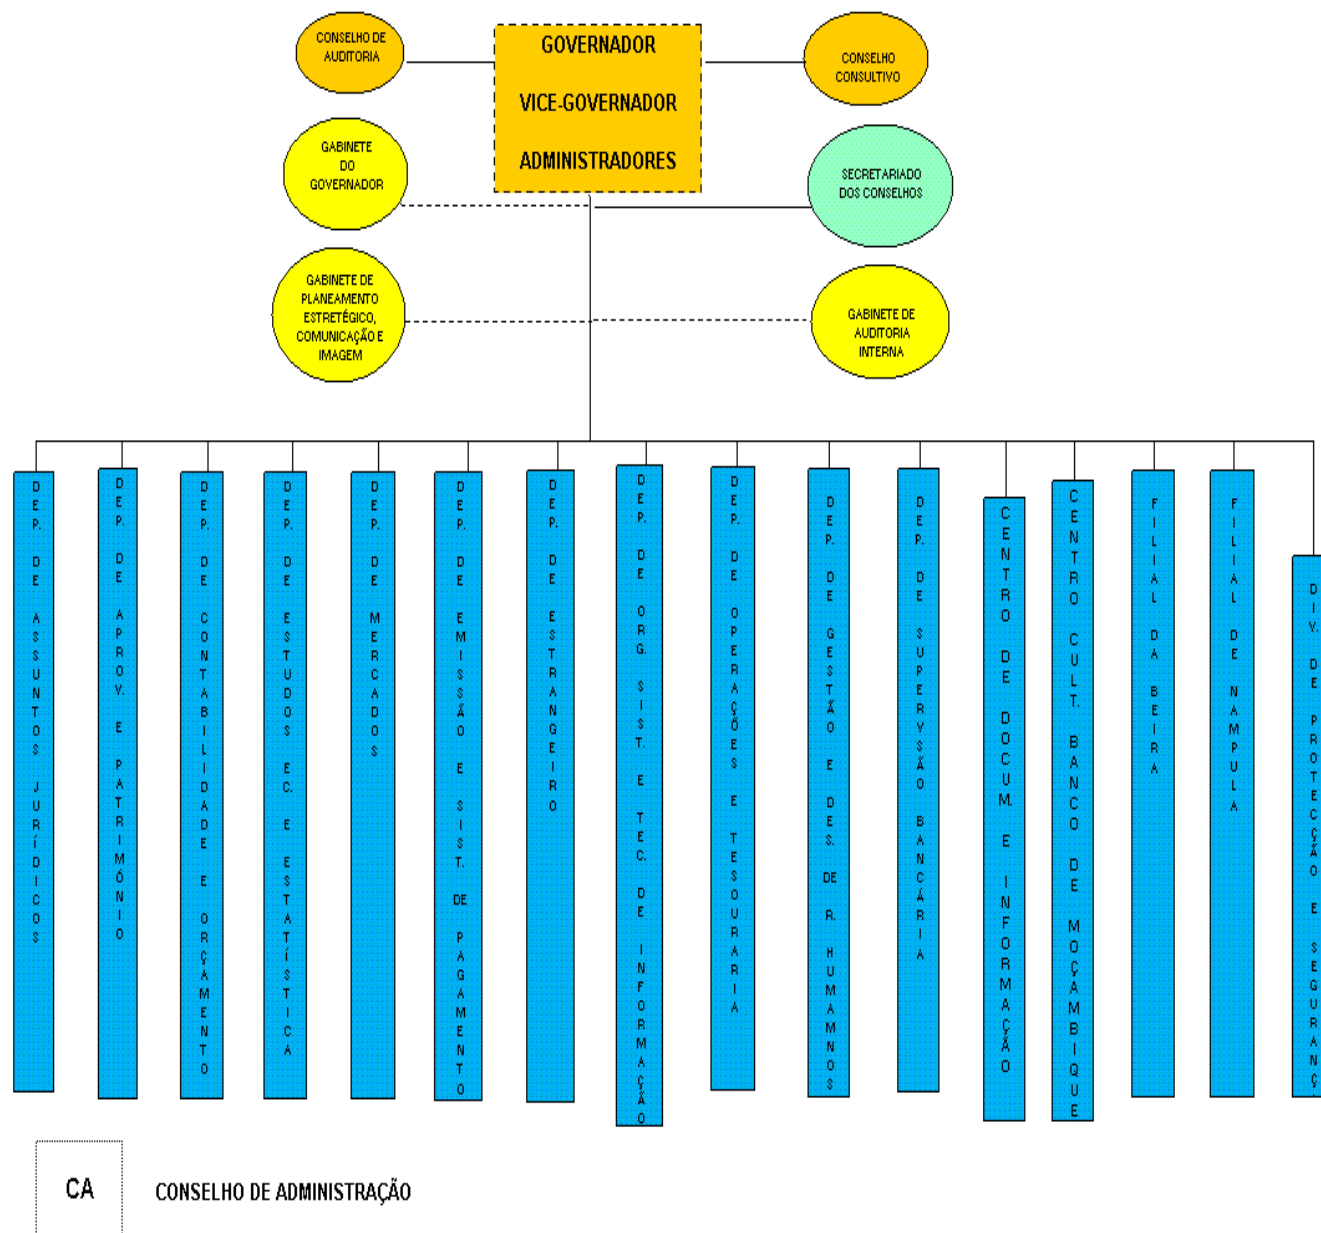 CONSELHO DE
AUDITORIA
GOVERNADOR
VICE-GOVERNADOR
ADMINISTRADORES
CONSELHO
CONSULTIVO
GABINETE
DO
GOVERNADOR
SECRETARIADO
DOS CONSELHOS
GABINETE DE
PLANEAMENTO
ESTRETÉGICO,
COMUNICAÇÃO E
IMAGEM
GABINETE DE
AUDITORIA
INTERNA
DEP. DE ASSUNTOS JURÍDICOS
DEP. DE APROV. E PATRIMÓNIO
DEP. DE CONTABILIDADE E ORÇAMENTO
DEP. DE ESTUDOS EC. E ESTATÍSTICA
DEP. DE MERCADOS
DEP. DE EMISSÃO E SIST. DE PAGAMENTO
DEP. DE ESTRANGEIRO
DEP. DE ORG. SIST. E TEC. DE INFORMAÇÃO
DEP. DE OPERAÇÕES E TESOURARIA
DEP. DE GESTÃO E DES. DE R. HUMAMNOS
DEP. DE SUPERVSÃO BANCÁRIA
CENTRO DE DOCUM. E INFORMAÇÃO
CENTRO CULT. BANCO DE MOÇAMBIQUE
FILIAL DA BEIRA
FILIAL DE NAMPULA
DIV. DE PROTECÇÃO E SEGURANÇ
CA
CONSELHO DE ADMINISTRAÇÃO